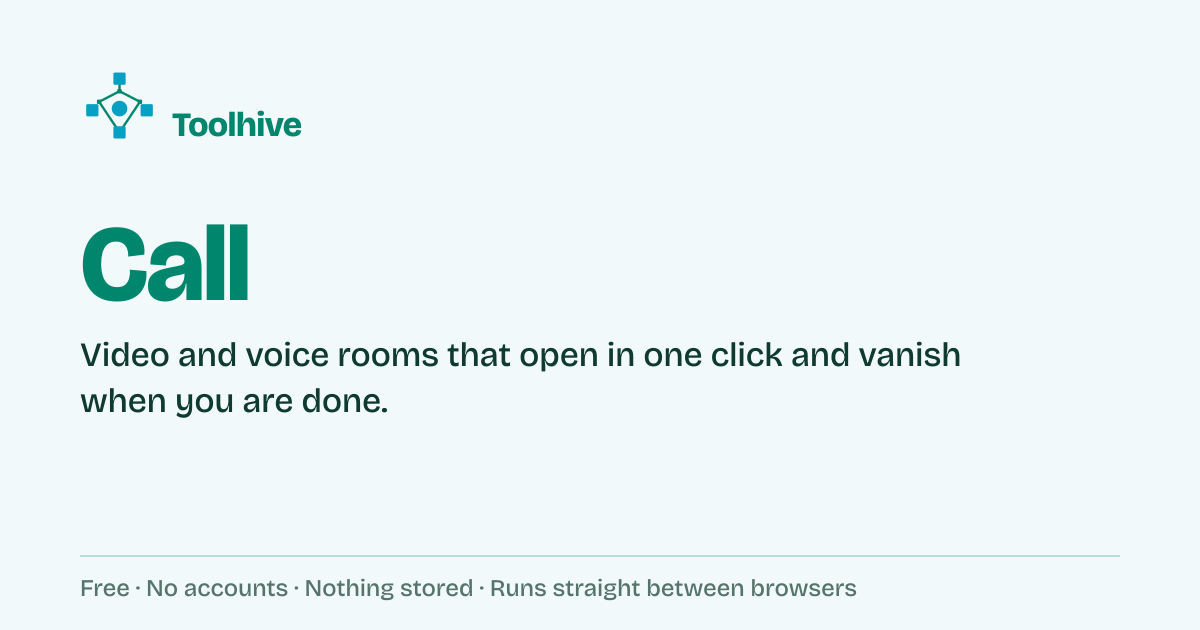 Toolhive
Call
Video and voice rooms that open in one click and vanish
when you are done.
Free · No accounts · Nothing stored · Runs straight between browsers